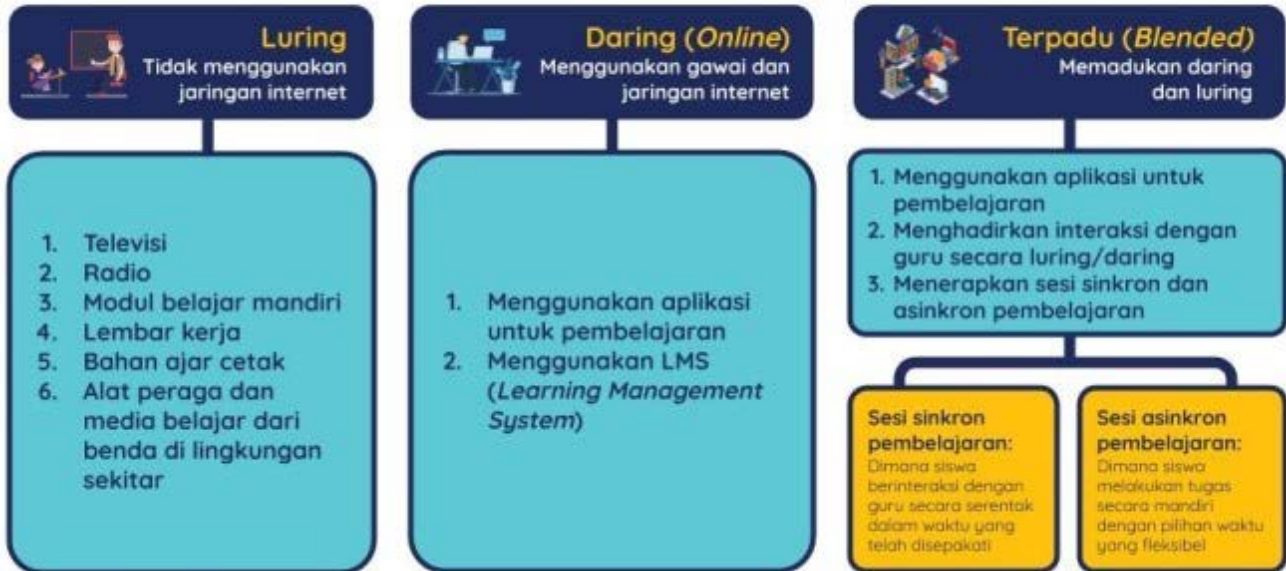 Luring
Tidak menggunakan
jaringan internet
1. Televisi
2. Radio
3. Modul belajar mandiri
4. Lembar kerja
5. Bahan ajar cetak
6. Alat peraga dan
media belajar dari
benda di lingkungan
sekitar
Daring (Online)
Menggunakan gawai dan
jaringan internet
1. Menggunakan aplikasi
untuk pembelajaran
2. Menggunakan LMS
(Learning Management
System)
Terpadu (Blended)
Memadukan daring
dan luring
1. Menggunakan aplikasi untuk
pembelajaran
2. Menghadirkan interaksi dengan
guru secara luring/daring
3. Menerapkan sesi sinkron dan
asinkron pembelajaran
Sesi sinkron
pembelajaran:
Dimana siswa
berinteraksi dengan
guru secara serentak
dalam waktu yang
telah disepakati
Sesi asinkron
pembelajaran:
Dimana siswa
melakukan tugas
secara mandiri
dengan pilihan waktu
yang fleksibel